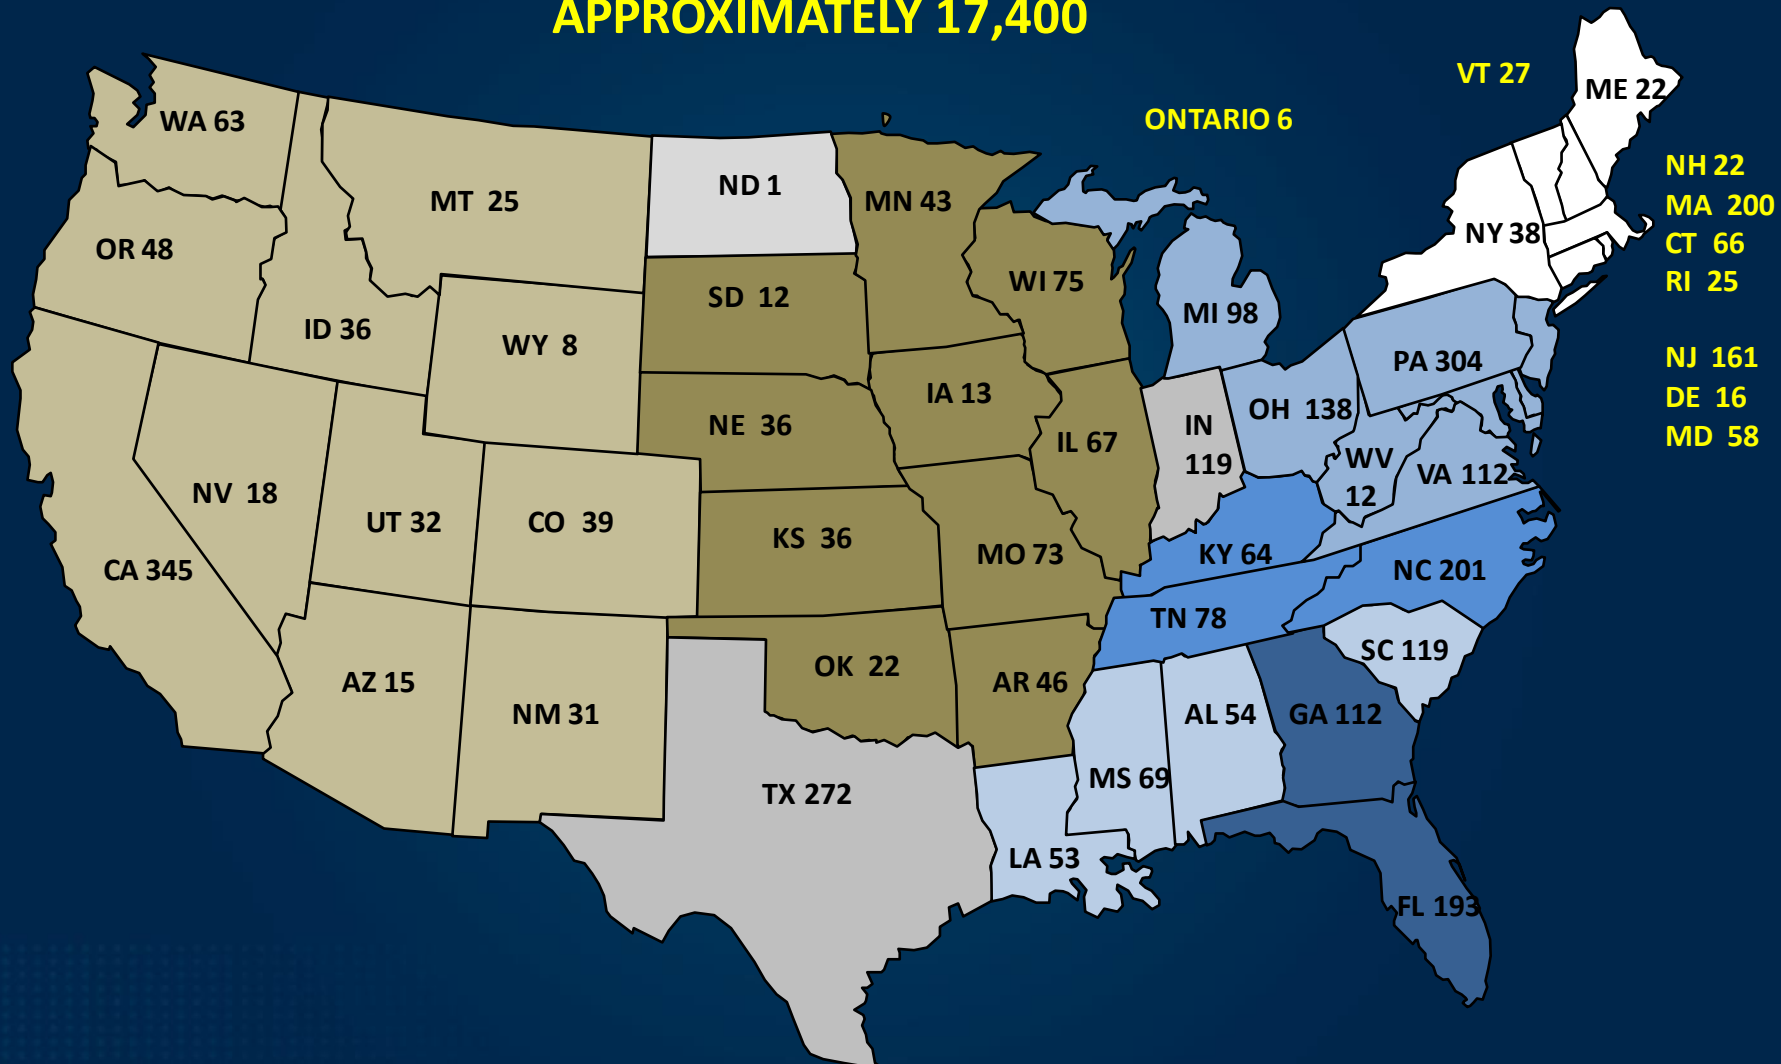 APPROXIMATELY 17,400
VT 27
ME 22
ONTARIO 6
WA 63
NH 22
ND 1
MT 25
MN 43
MA 200
NY 38
CT 66
OR 48
WI 75
RI 25
SD 12
MI 98
ID 36
WY 8
NJ 161
PA 304
IA 13
DE 16
OH 138
NE 36
IN
119
IL 67
MD 58
WV
12
VA 112
NV 18
UT 32
CO 39
KS 36
MO 73
KY 64
CA 345
NC 201
TN 78
SC 119
OK 22
AZ 15
AR 46
NM 31
AL 54
GA 112
MS 69
TX 272
LA 53
FL 193